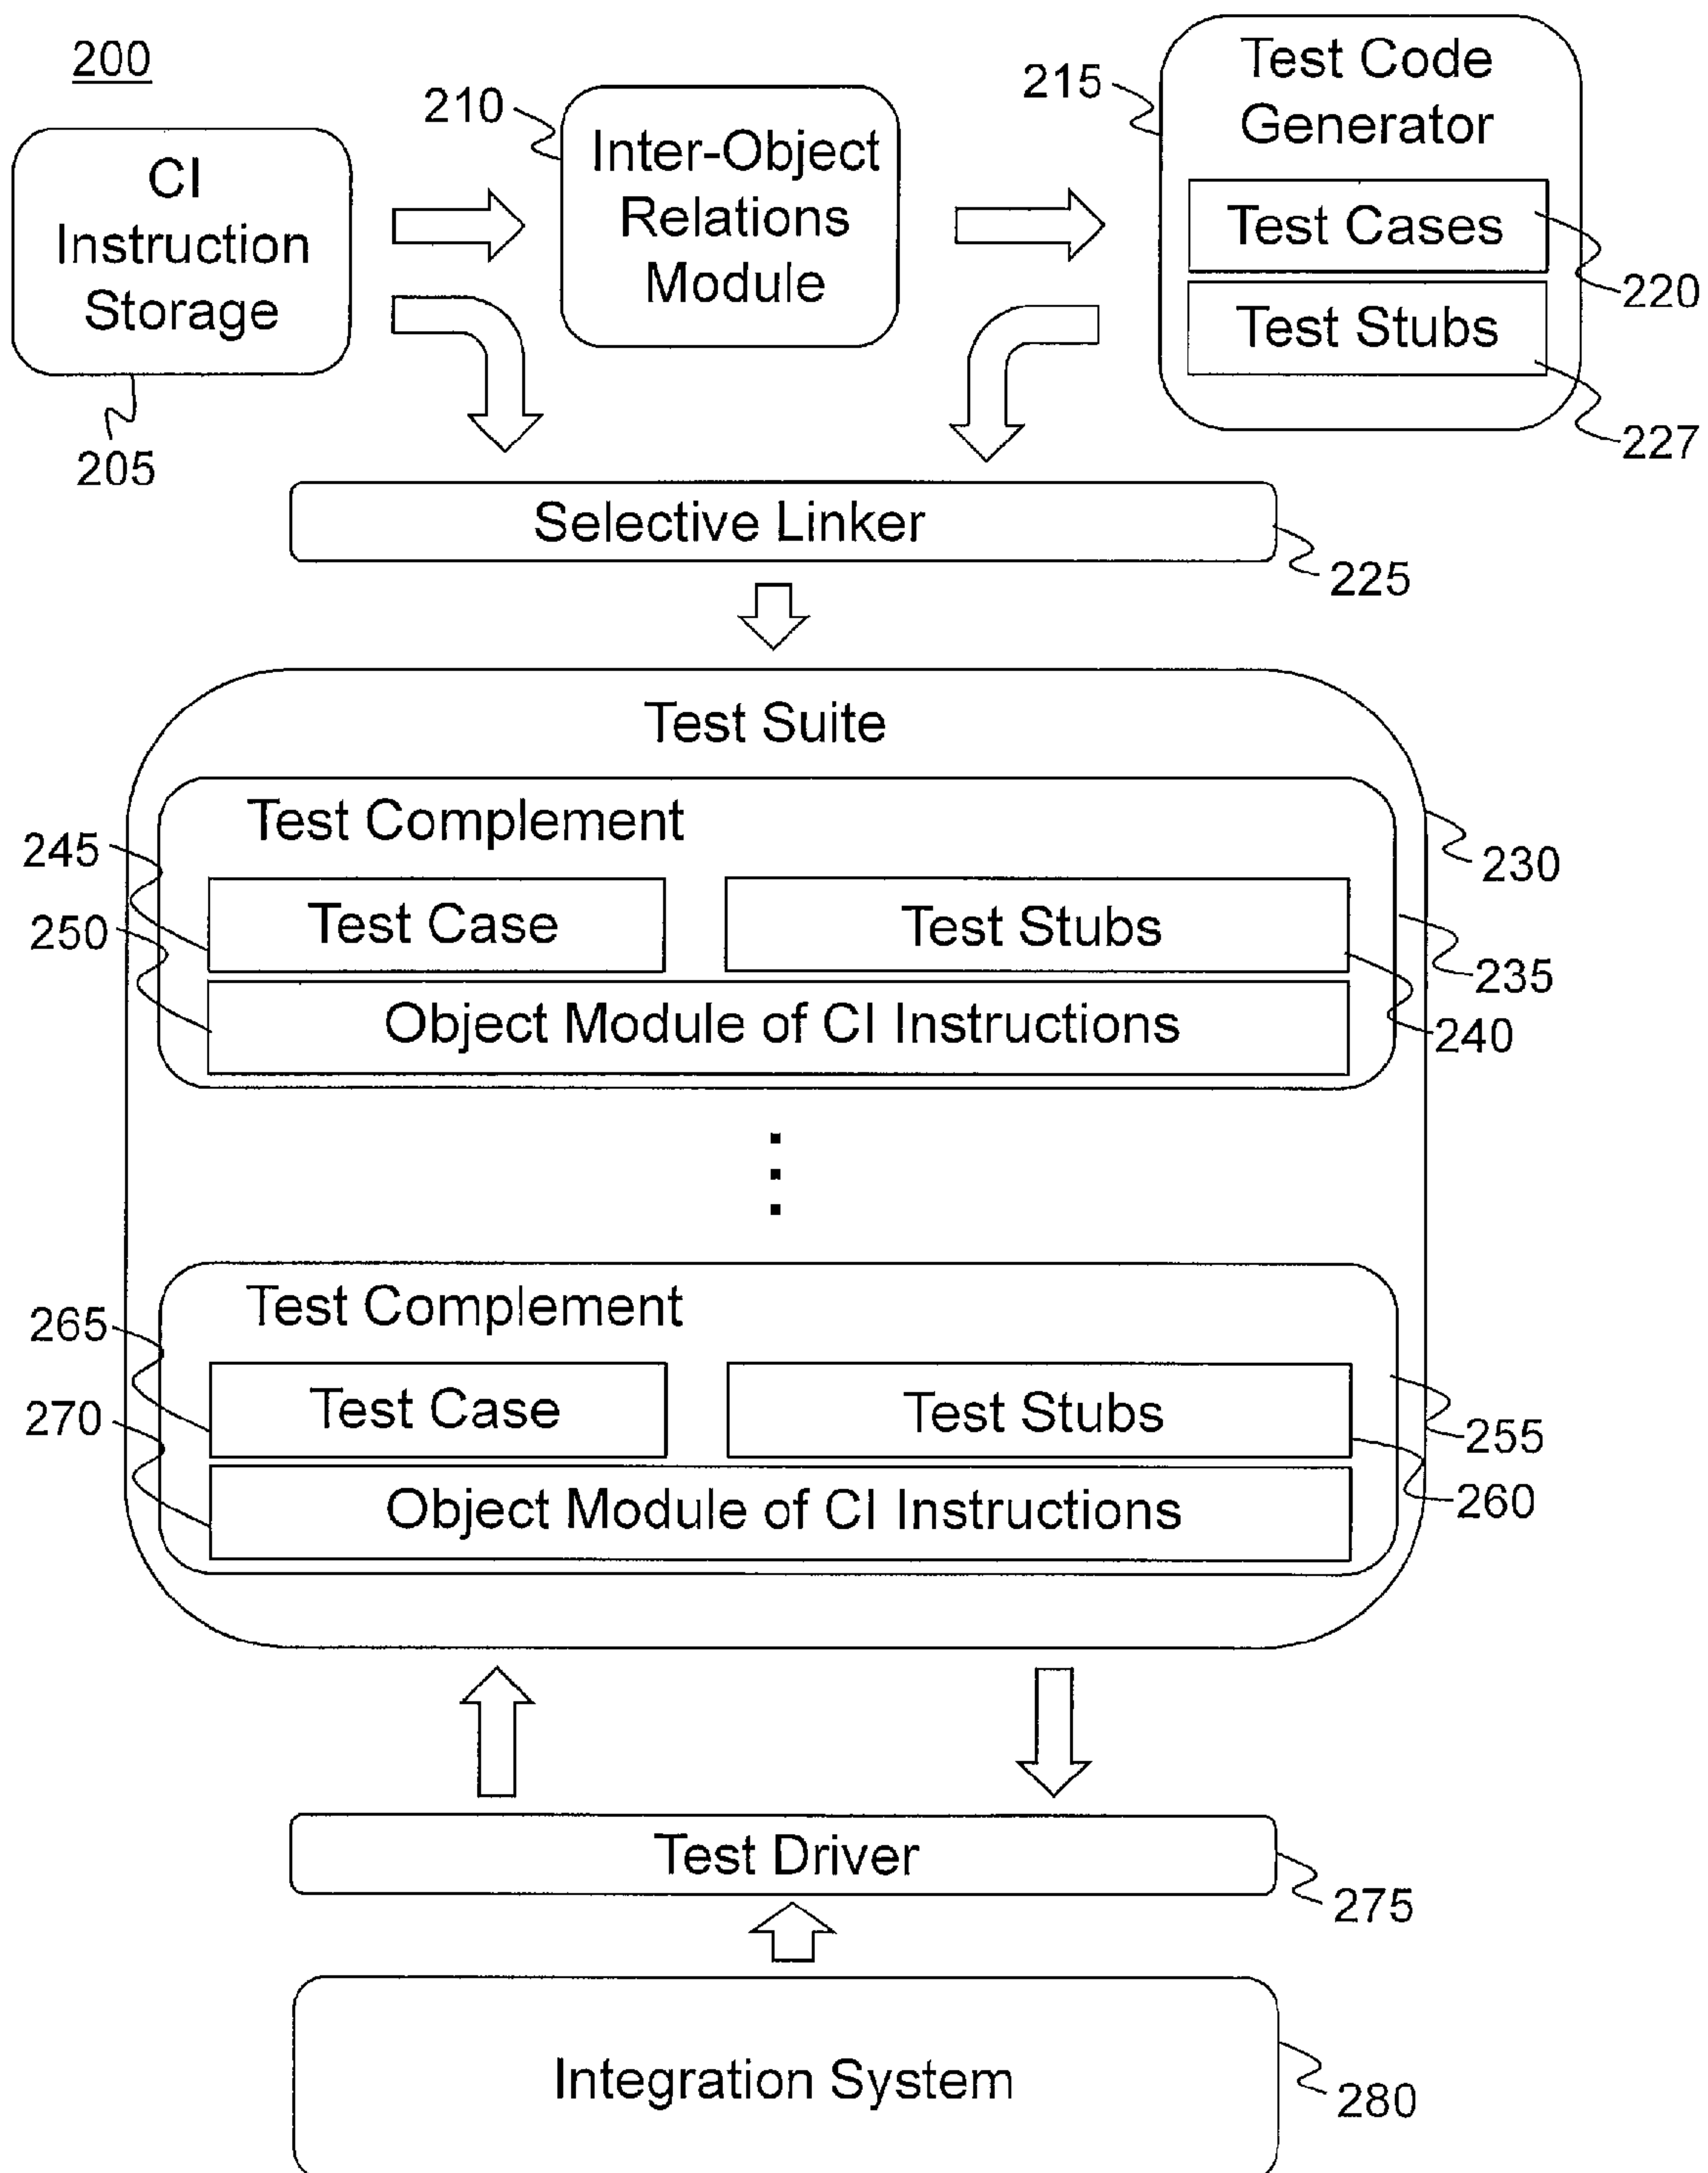 200
CI
Instruction
Storage
205
210
Inter-Object
Relations
Module
215
Test Code
Generator
Test Cases
220
Test Stubs
227
Selective Linker
225
Test Suite
230
Test Complement
235
245
Test Case
Test Stubs
240
250
Object Module of CI Instructions
Test Complement
255
265
Test Case
Test Stubs
260
270
Object Module of CI Instructions
Test Driver
275
Integration System
280